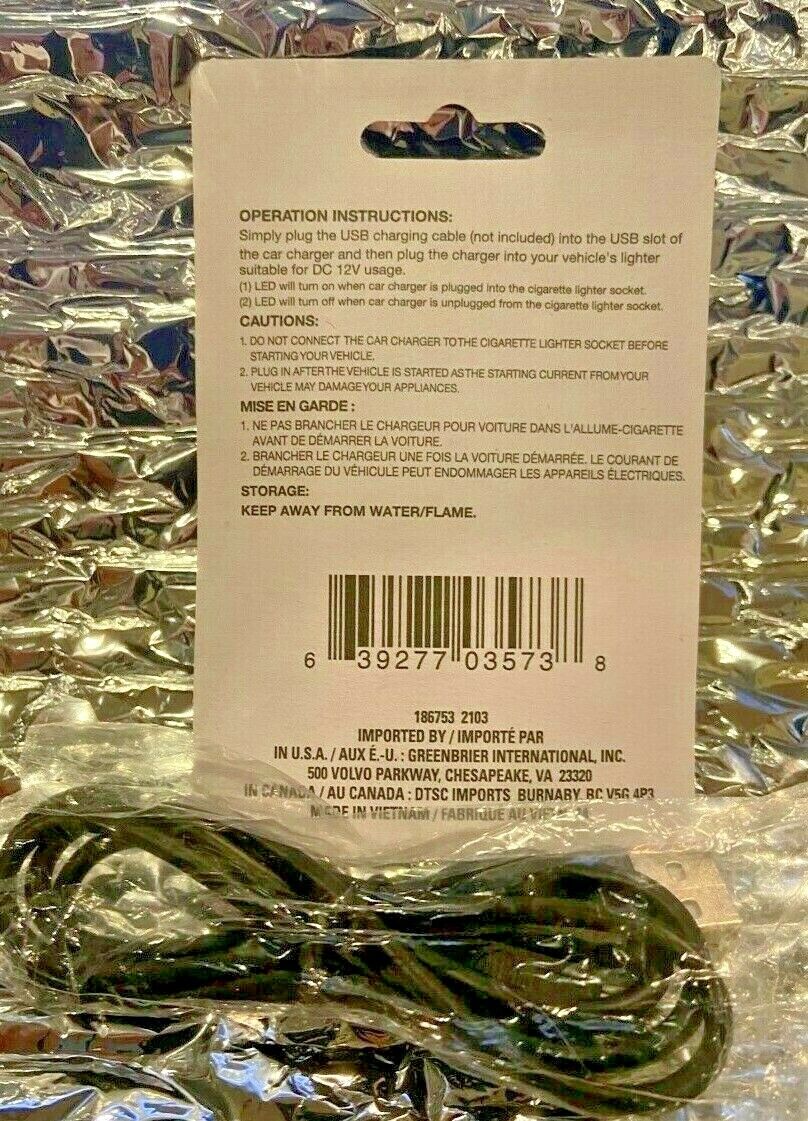 OPERATION INSTRUCTIONS:
Simply plug the USB charging cable (not included) into the USB slot of
the car charger and then plug the charger into your vehicle's lighter
suitable for DC 12V usage.
(1) LED will turn on when car charger is plugged into the cigarette lighter socket.
(2) LED will turn off when car charger is unplugged from the cigarette lighter socket.
CAUTIONS:
1. DO NOT CONNECT THE CAR CHARGER TO THE CIGARETTE LIGHTER SOCKET BEFORE
STARTING YOUR VEHICLE.
2. PLUG IN AFTER THE VEHICLE IS STARTED AS THE STARTING CURRENT FROM YOUR
VEHICLE MAY DAMAGE YOUR APPLIANCES.
MISE EN GARDE :
1. NE PAS BRANCHER LE CHARGEUR POUR VOITURE DANS L'ALLUME-CIGARETTE
AVANT DE DÉMARRER LA VOITURE.
2. BRANCHER LE CHARGEUR UNE FOIS LA VOITURE DÉMARRÉE. LE COURANT DE
DÉMARRAGE DU VÉHICULE PEUT ENDOMMAGER LES APPAREILS ÉLECTRIQUES.
STORAGE:
KEEP AWAY FROM WATER/FLAME.
6 39277 03573 8
186753 2103
IMPORTED BY / IMPORTÉ PAR
IN U.S.A. / AUX É.-U. : GREENBRIER INTERNATIONAL, INC.
500 VOLVO PARKWAY, CHESAPEAKE, VA 23320
IN CANADA / AU CANADA : DTSC IMPORTS BURNABY, BC V5G 4P3
MADE IN VIETNAM / FABRIQUÉ AU VIETNAM